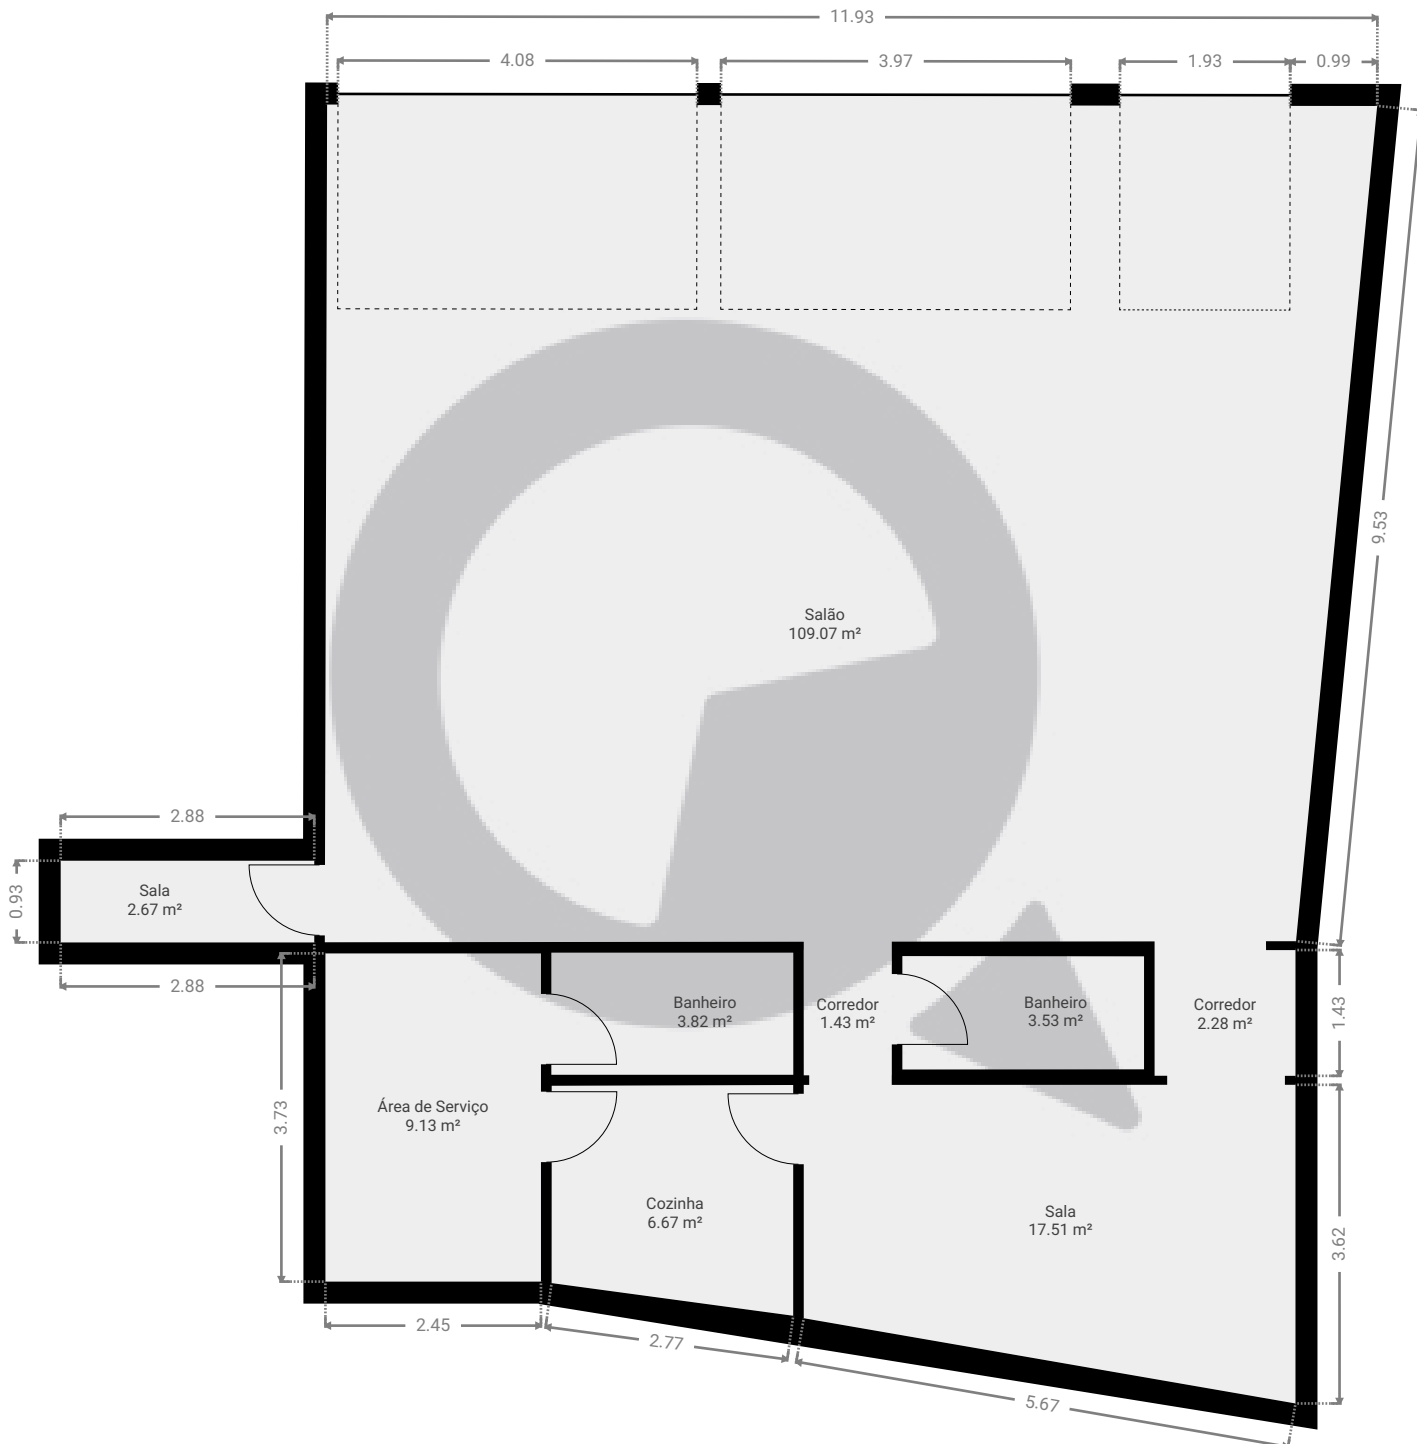 11.93
4.08
3.97
1.93
0.99
9.53
Salão
109.07 m²
2.88
Sala
2.67 m²
0.93
2.88
Banheiro
3.82 m²
Corredor
1.43 m²
Banheiro
3.53 m²
Corredor
2.28 m²
1.43
Área de Serviço
9.13 m²
3.73
Cozinha
6.67 m²
Sala
17.51 m²
3.62
2.45
2.77
5.67